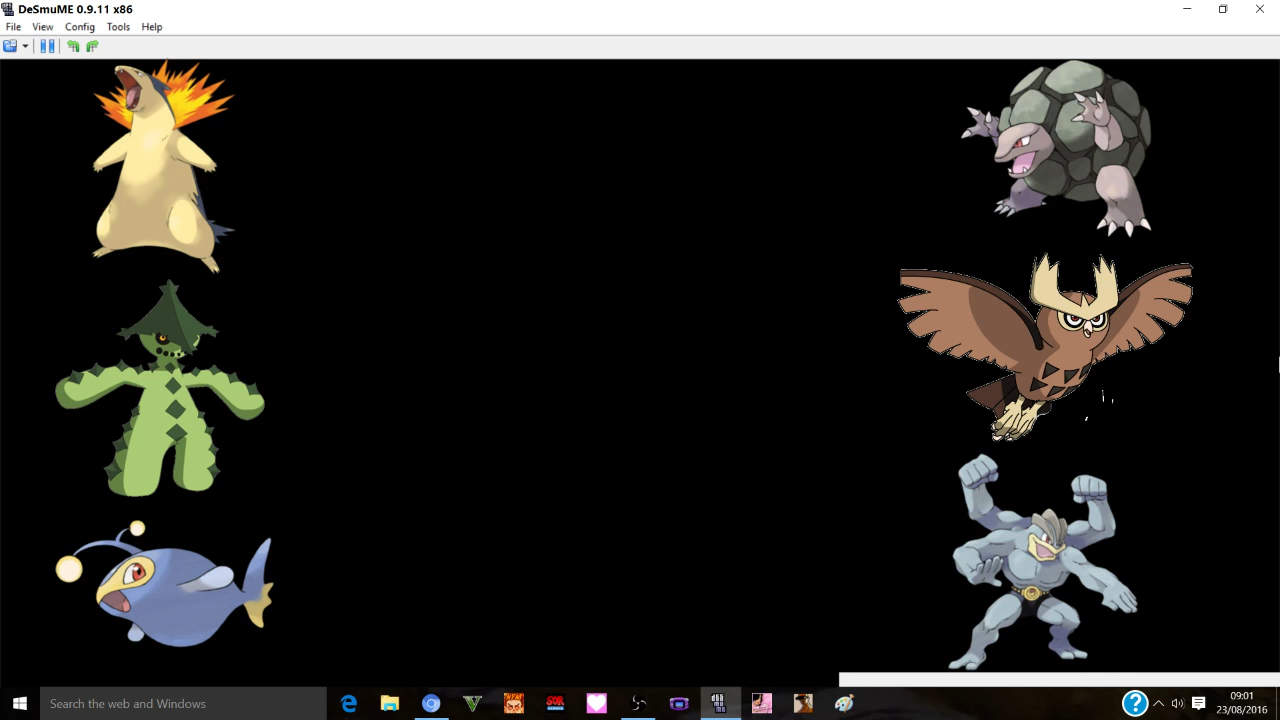 DeSmuME 0.9.11 x86
File View Config Tools Help
Search the web and Windows
SOR
09:01
23/08/2016